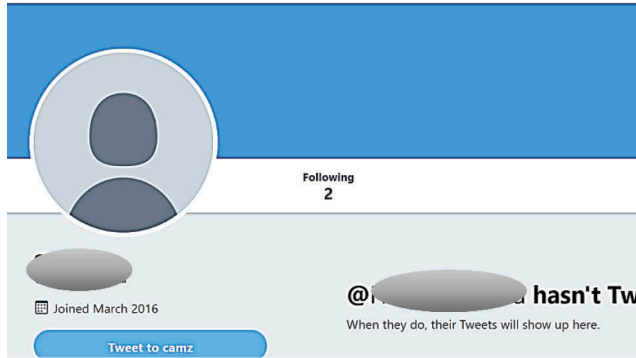 Following
2
Joined March 2016
Tweet to camz
@ hasn't Tw
When they do, their Tweets will show up here.